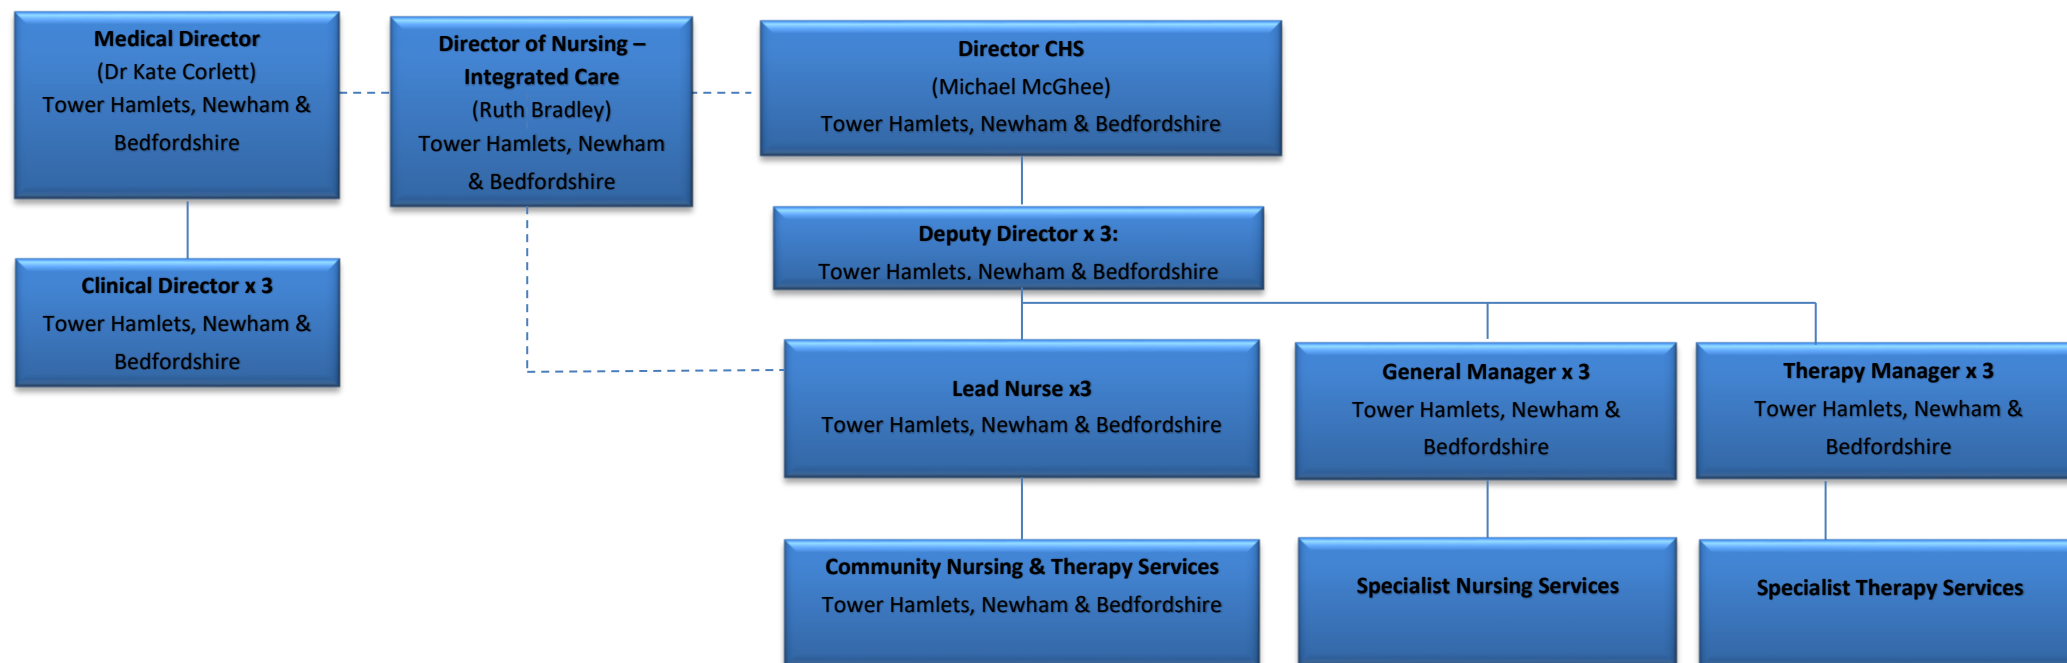 Medical Director
(Dr Kate Corlett)
Tower Hamlets, Newham &
Bedfordshire
Director of Nursing –
Integrated Care
(Ruth Bradley)
Tower Hamlets, Newham
& Bedfordshire
Director CHS
(Michael McGhee)
Tower Hamlets, Newham & Bedfordshire
Deputy Director x 3:
Tower Hamlets, Newham & Bedfordshire
Clinical Director x 3
Tower Hamlets, Newham &
Bedfordshire
Lead Nurse x3
Tower Hamlets, Newham & Bedfordshire
General Manager x 3
Tower Hamlets, Newham &
Bedfordshire
Therapy Manager x 3
Tower Hamlets, Newham &
Bedfordshire
Community Nursing & Therapy Services
Tower Hamlets, Newham & Bedfordshire
Specialist Nursing Services
Specialist Therapy Services